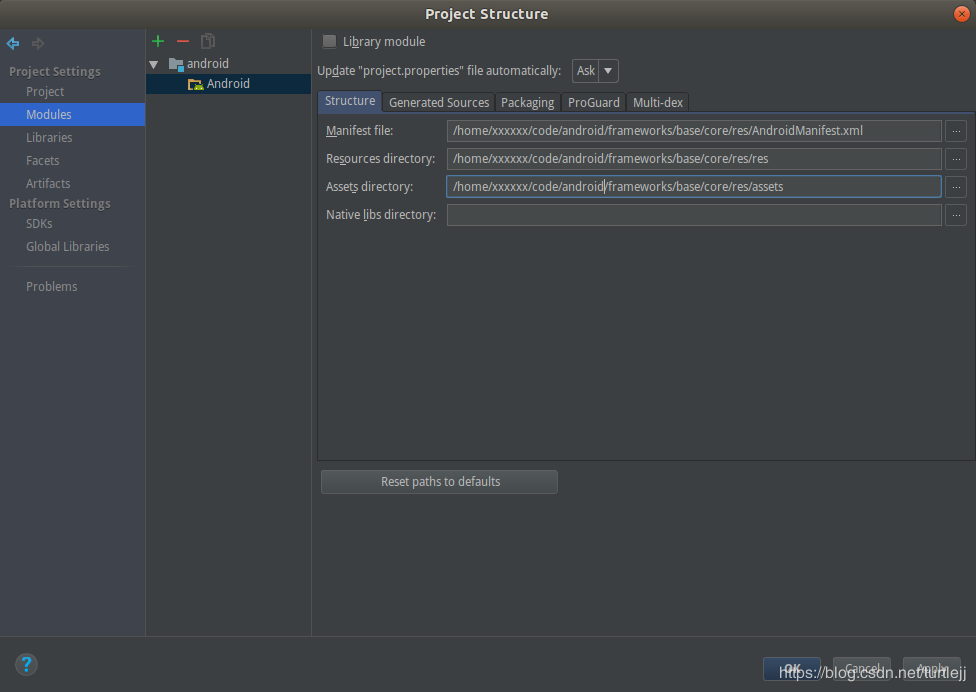 Project Structure
Project Settings
Project
Modules
Libraries
Facets
Artifacts
Platform Settings
SDKs
Global Libraries
Problems
android
Android
Library module
Update "project.properties" file automatically: Ask
Structure Generated Sources Packaging ProGuard Multi-dex
Manifest file: /home/xxxxxx/code/android/frameworks/base/core/res/AndroidManifest.xml ...
Resources directory: /home/xxxxxx/code/android/frameworks/base/core/res/res ...
Assets directory: /home/xxxxxx/code/android/frameworks/base/core/res/assets ...
Native libs directory: ...
Reset paths to defaults
?
OK Cancel Apply
https://blog.csdn.net/turtlejj